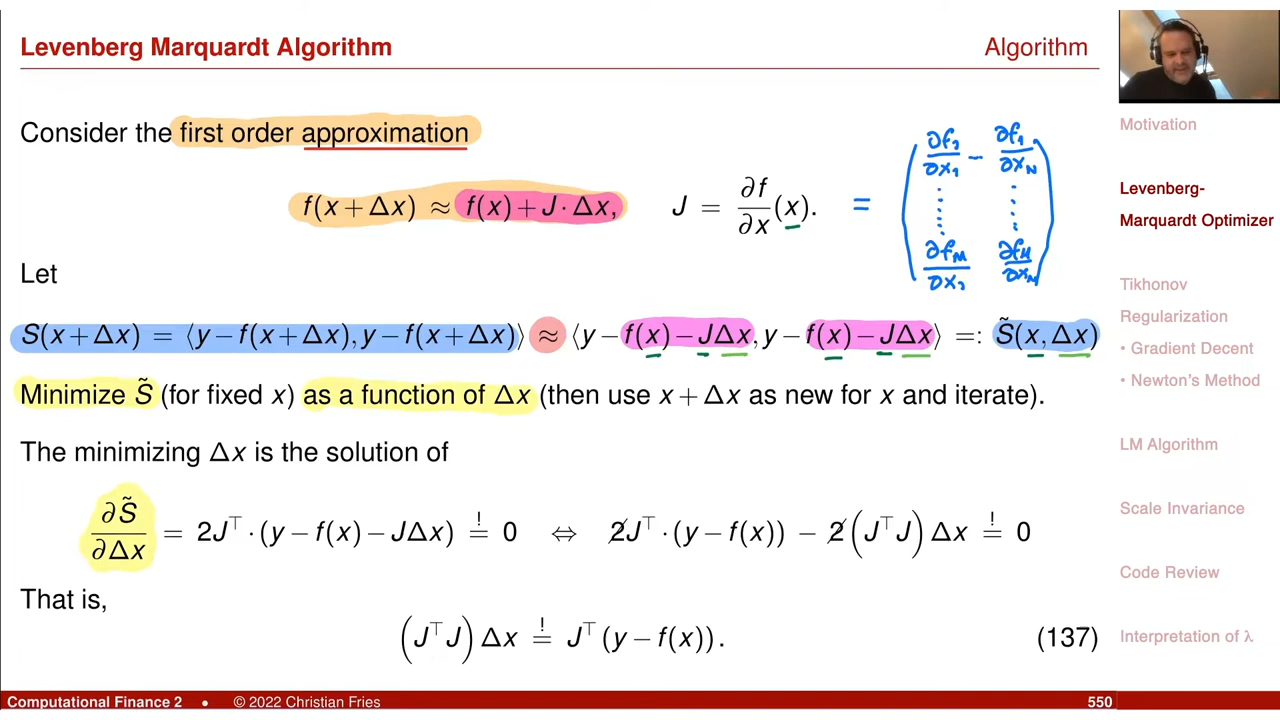 Levenberg Marquardt Algorithm
Algorithm
Consider the first order approximation
f(x + Δx) ≈ f(x) + J · Δx, J = ∂f/∂x (x). = ( ∂f₁/∂x₁ – ∂f₁/∂x_N ⋮ ⋮ ∂f_M/∂x₁ ∂f_M/∂x_N )
Let
S(x + Δx) = ⟨y − f(x + Δx), y − f(x + Δx)⟩ ≈ ⟨y − f(x) − JΔx, y − f(x) − JΔx⟩ =: S̃(x, Δx)
Minimize S̃ (for fixed x) as a function of Δx (then use x + Δx as new for x and iterate).
The minimizing Δx is the solution of
∂S̃/∂Δx = 2J⊤ · (y − f(x) − JΔx) =! 0 ⇔ 2J⊤ · (y − f(x)) − 2 (J⊤J) Δx =! 0
That is,
(J⊤J) Δx =! J⊤ (y − f(x)). (137)
Motivation
Levenberg-
Marquardt Optimizer
Tikhonov
Regularization
• Gradient Decent
• Newton's Method
LM Algorithm
Scale Invariance
Code Review
Interpretation of λ
Computational Finance 2 • © 2022 Christian Fries 550